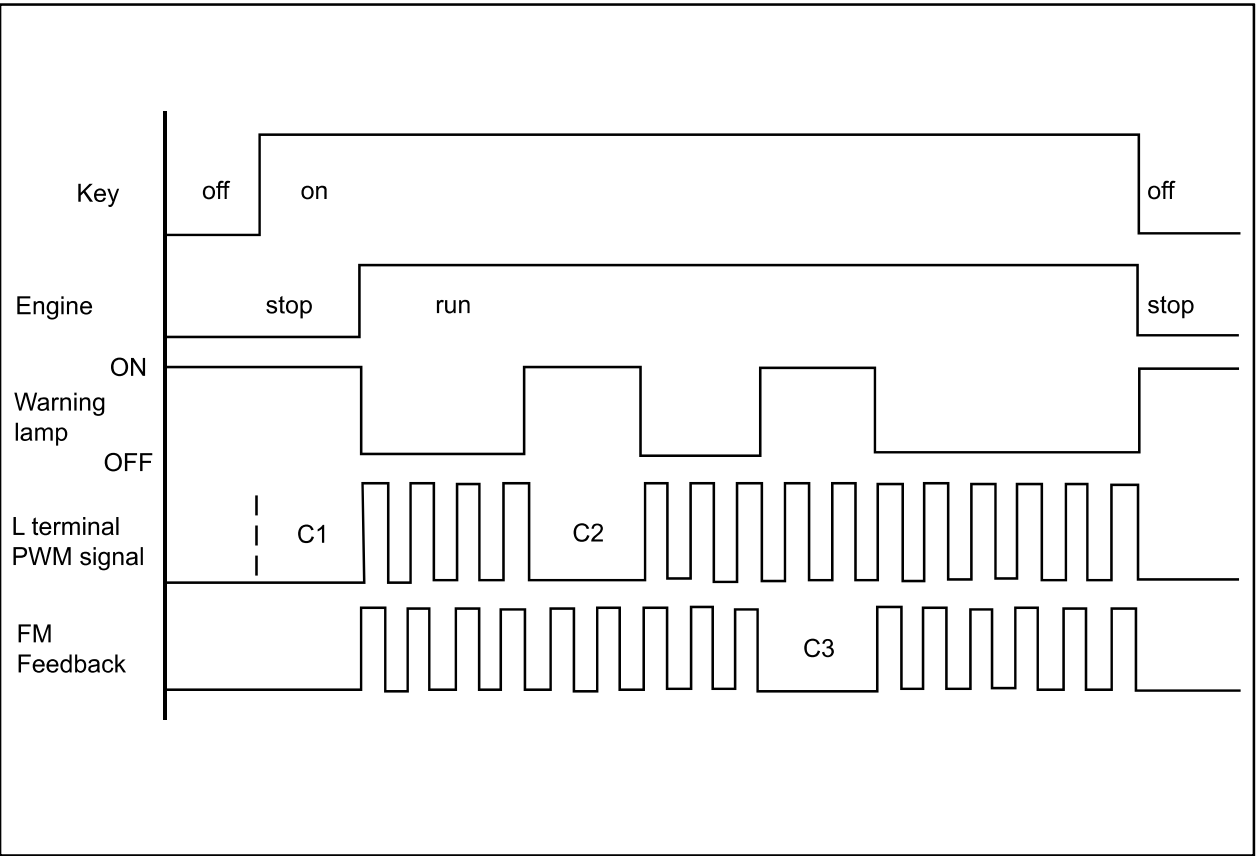 Key
off
on
off
Engine
stop
run
stop
ON
Warning
lamp
OFF
L terminal
PWM signal
C1
C2
FM
Feedback
C3